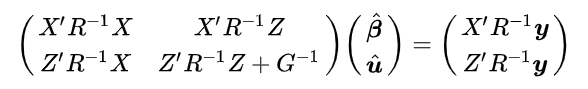 ( X′R⁻¹X X′R⁻¹Z ) ( β̂ ) = ( X′R⁻¹y )
( Z′R⁻¹X Z′R⁻¹Z + G⁻¹ ) ( û ) = ( Z′R⁻¹y )